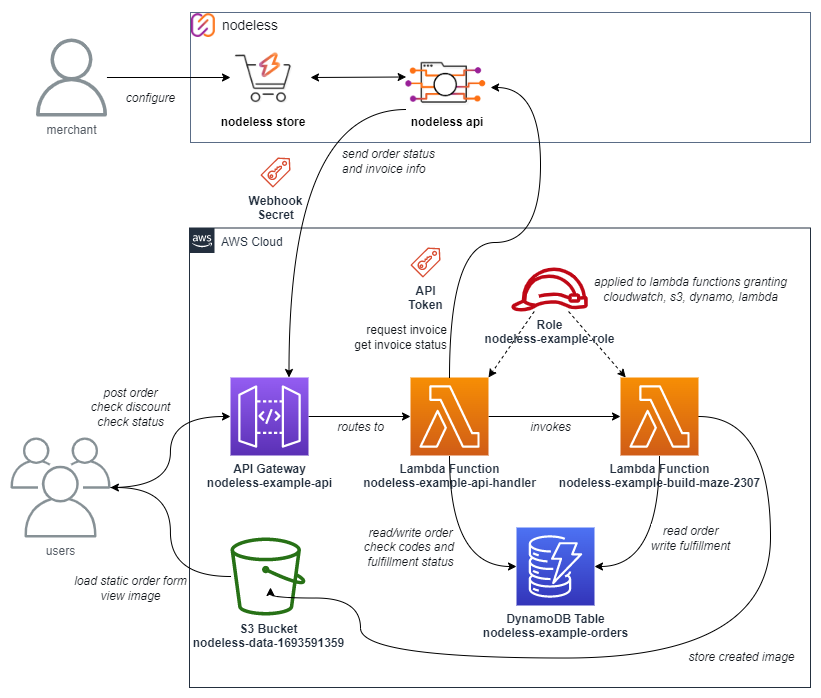 nodeless
nodeless store
nodeless api
merchant
configure
send order status
and invoice info
Webhook
Secret
aws
AWS Cloud
API
Token
request invoice
get invoice status
applied to lambda functions granting
cloudwatch, s3, dynamo, lambda
Role
nodeless-example-role
post order
check discount
check status
users
API Gateway
nodeless-example-api
routes to
Lambda Function
nodeless-example-api-handler
invokes
Lambda Function
nodeless-example-build-maze-2307
read/write order
check codes and
fulfillment status
read order
write fulfillment
DynamoDB Table
nodeless-example-orders
load static order form
view image
S3 Bucket
nodeless-data-1693591359
store created image